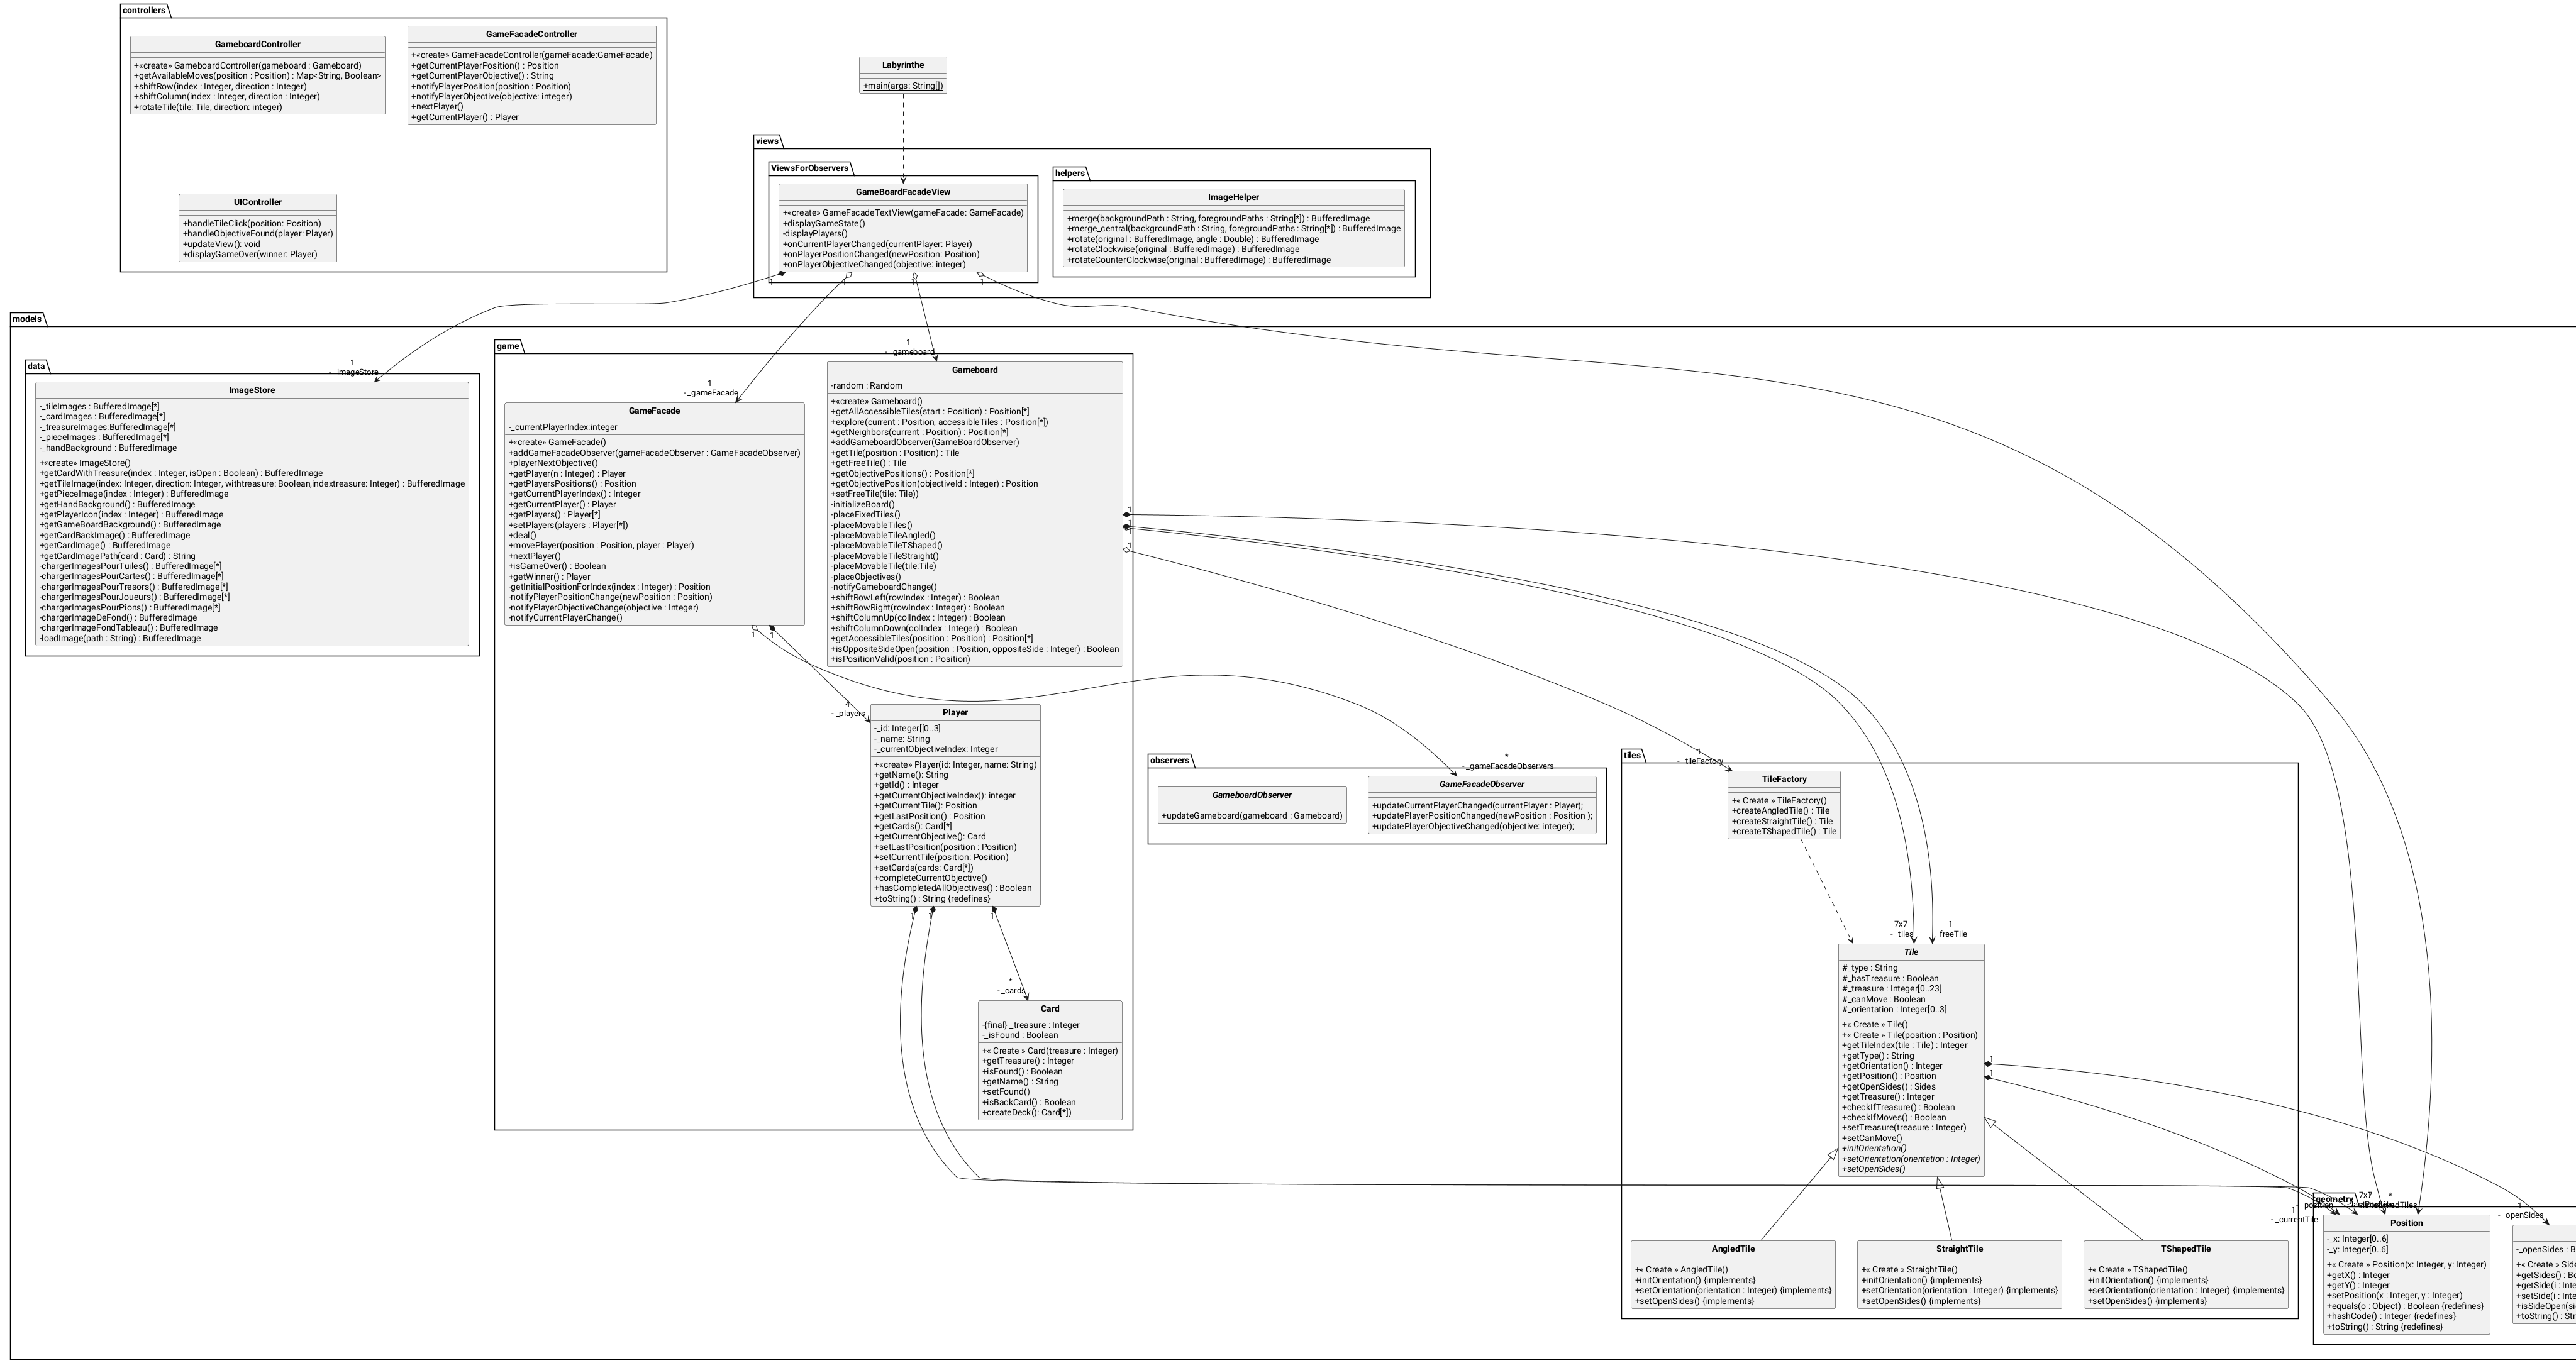 controllers
GameboardController
+«create» GameboardController(gameboard : Gameboard)
+getAvailableMoves(position : Position) : Map<String, Boolean>
+shiftRow(index : Integer, direction : Integer)
+shiftColumn(index : Integer, direction : Integer)
+rotateTile(tile: Tile, direction: integer)
GameFacadeController
+«create» GameFacadeController(gameFacade:GameFacade)
+getCurrentPlayerPosition() : Position
+getCurrentPlayerObjective() : String
+notifyPlayerPosition(position : Position)
+notifyPlayerObjective(objective: integer)
+nextPlayer()
+getCurrentPlayer() : Player
UIController
+handleTileClick(position: Position)
+handleObjectiveFound(player: Player)
+updateView(): void
+displayGameOver(winner: Player)
Labyrinthe
+main(args: String[])
views
ViewsForObservers
GameBoardFacadeView
+«create» GameFacadeTextView(gameFacade: GameFacade)
+displayGameState()
-displayPlayers()
+onCurrentPlayerChanged(currentPlayer: Player)
+onPlayerPositionChanged(newPosition: Position)
+onPlayerObjectiveChanged(objective: integer)
1
1
1
1
helpers
ImageHelper
+merge(backgroundPath : String, foregroundPaths : String[*]) : BufferedImage
+merge_central(backgroundPath : String, foregroundPaths : String[*]) : BufferedImage
+rotate(original : BufferedImage, angle : Double) : BufferedImage
+rotateClockwise(original : BufferedImage) : BufferedImage
+rotateCounterClockwise(original : BufferedImage) : BufferedImage
models
data
1
- _imageStore
ImageStore
-_tileImages : BufferedImage[*]
-_cardImages : BufferedImage[*]
-_treasureImages:BufferedImage[*]
-_pieceImages : BufferedImage[*]
-_handBackground : BufferedImage
+«create» ImageStore()
+getCardWithTreasure(index : Integer, isOpen : Boolean) : BufferedImage
+getTileImage(index: Integer, direction: Integer, withtreasure: Boolean,indextreasure: Integer) : BufferedImage
+getPieceImage(index : Integer) : BufferedImage
+getHandBackground() : BufferedImage
+getPlayerIcon(index : Integer) : BufferedImage
+getGameBoardBackground() : BufferedImage
+getCardBackImage() : BufferedImage
+getCardImage() : BufferedImage
+getCardImagePath(card : Card) : String
-chargerImagesPourTuiles() : BufferedImage[*]
-chargerImagesPourCartes() : BufferedImage[*]
-chargerImagesPourTresors() : BufferedImage[*]
-chargerImagesPourJoueurs() : BufferedImage[*]
-chargerImagesPourPions() : BufferedImage[*]
-chargerImageDeFond() : BufferedImage
-chargerImageFondTableau() : BufferedImage
-loadImage(path : String) : BufferedImage
game
1
- _gameFacade
GameFacade
-_currentPlayerIndex:integer
+«create» GameFacade()
+addGameFacadeObserver(gameFacadeObserver : GameFacadeObserver)
+playerNextObjective()
+getPlayer(n : Integer) : Player
+getPlayersPositions() : Position
+getCurrentPlayerIndex() : Integer
+getCurrentPlayer() : Player
+getPlayers() : Player[*]
+setPlayers(players : Player[*])
+deal()
+movePlayer(position : Position, player : Player)
+nextPlayer()
+isGameOver() : Boolean
+getWinner() : Player
-getInitialPositionForIndex(index : Integer) : Position
-notifyPlayerPositionChange(newPosition : Position)
-notifyPlayerObjectiveChange(objective : Integer)
-notifyCurrentPlayerChange()
1
1
1
- _gameboard
Gameboard
-random : Random
+«create» Gameboard()
+getAllAccessibleTiles(start : Position) : Position[*]
+explore(current : Position, accessibleTiles : Position[*])
+getNeighbors(current : Position) : Position[*]
+addGameboardObserver(GameBoardObserver)
+getTile(position : Position) : Tile
+getFreeTile() : Tile
+getObjectivePositions() : Position[*]
+getObjectivePosition(objectiveId : Integer) : Position
+setFreeTile(tile: Tile))
-initializeBoard()
-placeFixedTiles()
-placeMovableTiles()
-placeMovableTileAngled()
-placeMovableTileTShaped()
-placeMovableTileStraight()
-placeMovableTile(tile:Tile)
-placeObjectives()
-notifyGameboardChange()
+shiftRowLeft(rowIndex : Integer) : Boolean
+shiftRowRight(rowIndex : Integer) : Boolean
+shiftColumnUp(colIndex : Integer) : Boolean
+shiftColumnDown(colIndex : Integer) : Boolean
+getAccessibleTiles(position : Position) : Position[*]
+isOppositeSideOpen(position : Position, oppositeSide : Integer) : Boolean
+isPositionValid(position : Position)
1
1
1
1
4
- _players
Player
-_id: Integer[[0..3]
-_name: String
-_currentObjectiveIndex: Integer
+«create» Player(id: Integer, name: String)
+getName(): String
+getId() : Integer
+getCurrentObjectiveIndex(): integer
+getCurrentTile(): Position
+getLastPosition() : Position
+getCards(): Card[*]
+getCurrentObjective(): Card
+setLastPosition(position : Position)
+setCurrentTile(position: Position)
+setCards(cards: Card[*])
+completeCurrentObjective()
+hasCompletedAllObjectives() : Boolean
+toString() : String {redefines}
1
1
1
*
- _cards
Card
-{final} _treasure : Integer
-_isFound : Boolean
+« Create » Card(treasure : Integer)
+getTreasure() : Integer
+isFound() : Boolean
+getName() : String
+setFound()
+isBackCard() : Boolean
+createDeck(): Card[*])
observers
GameboardObserver
+updateGameboard(gameboard : Gameboard)
*
- _gameFacadeObservers
GameFacadeObserver
+updateCurrentPlayerChanged(currentPlayer : Player);
+updatePlayerPositionChanged(newPosition : Position );
+updatePlayerObjectiveChanged(objective: integer);
tiles
1
- _tileFactory
TileFactory
+« Create » TileFactory()
+createAngledTile() : Tile
+createStraightTile() : Tile
+createTShapedTile() : Tile
7x7
- _tiles
1
_freeTile
Tile
#_type : String
#_hasTreasure : Boolean
#_treasure : Integer[0..23]
#_canMove : Boolean
#_orientation : Integer[0..3]
+« Create » Tile()
+« Create » Tile(position : Position)
+getTileIndex(tile : Tile) : Integer
+getType() : String
+getOrientation() : Integer
+getPosition() : Position
+getOpenSides() : Sides
+getTreasure() : Integer
+checkIfTreasure() : Boolean
+checkIfMoves() : Boolean
+setTreasure(treasure : Integer)
+setCanMove()
+initOrientation()
+setOrientation(orientation : Integer)
+setOpenSides()
1
1
AngledTile
+« Create » AngledTile()
+initOrientation() {implements}
+setOrientation(orientation : Integer) {implements}
+setOpenSides() {implements}
StraightTile
+« Create » StraightTile()
+initOrientation() {implements}
+setOrientation(orientation : Integer) {implements}
+setOpenSides() {implements}
TShapedTile
+« Create » TShapedTile()
+initOrientation() {implements}
+setOrientation(orientation : Integer) {implements}
+setOpenSides() {implements}
geometry
7x7
*
- _position
1
- _currentTile
Position
-_x: Integer[0..6]
-_y: Integer[0..6]
+« Create » Position(x: Integer, y: Integer)
+getX() : Integer
+getY() : Integer
+setPosition(x : Integer, y : Integer)
+equals(o : Object) : Boolean {redefines}
+hashCode() : Integer {redefines}
+toString() : String {redefines}
1
- _openSides
-_openSides : B
+« Create » Side
+getSides() : Bo
+getSide(i : Inte
+setSide(i : Inte
+isSideOpen(si
+toString() : Str